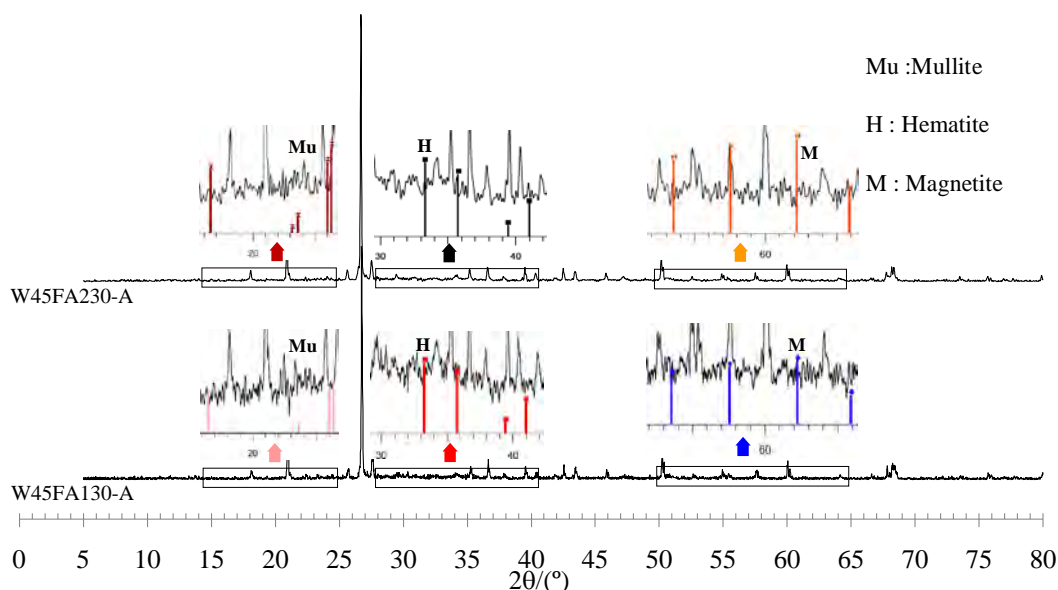 Mu :Mullite
H : Hematite
M : Magnetite
Mu
20
H
30 40
M
60
W45FA230-A
Mu
20
H
30 40
M
60
W45FA130-A
0 5 10 15 20 25 30 35 40 45 50 55 60 65 70 75 80
2θ/(º)